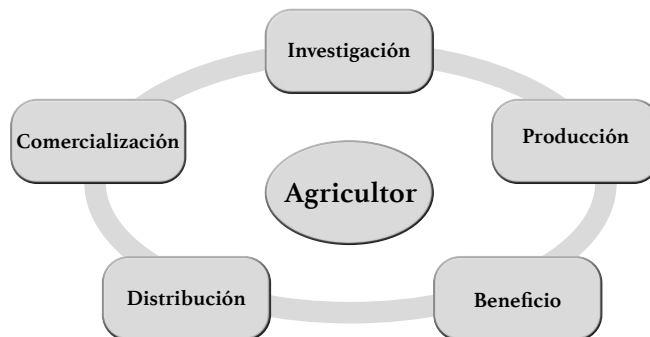 Investigación
Comercialización
Producción
Agricultor
Distribución
Beneficio